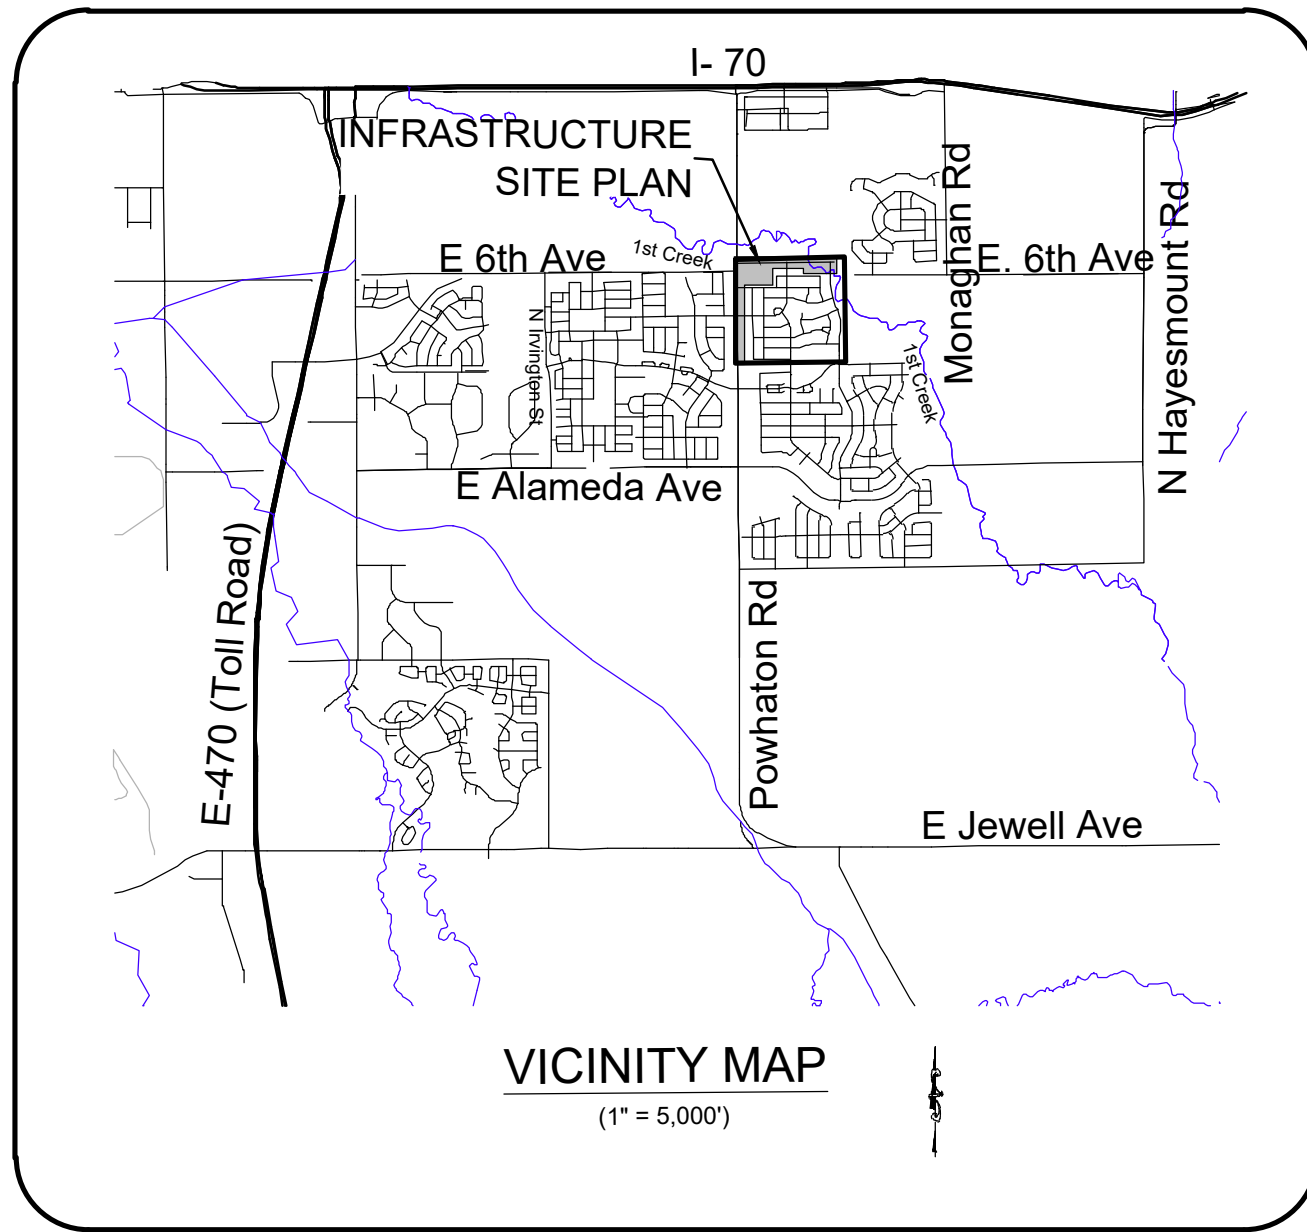 I- 70
INFRASTRUCTURE
SITE PLAN
Monaghan Rd
N Hayesmount Rd
1st Creek
E 6th Ave
E. 6th Ave
N Irvington St
1st Creek
E Alameda Ave
E-470 (Toll Road)
Powhaton Rd
E Jewell Ave
VICINITY MAP
(1" = 5,000')